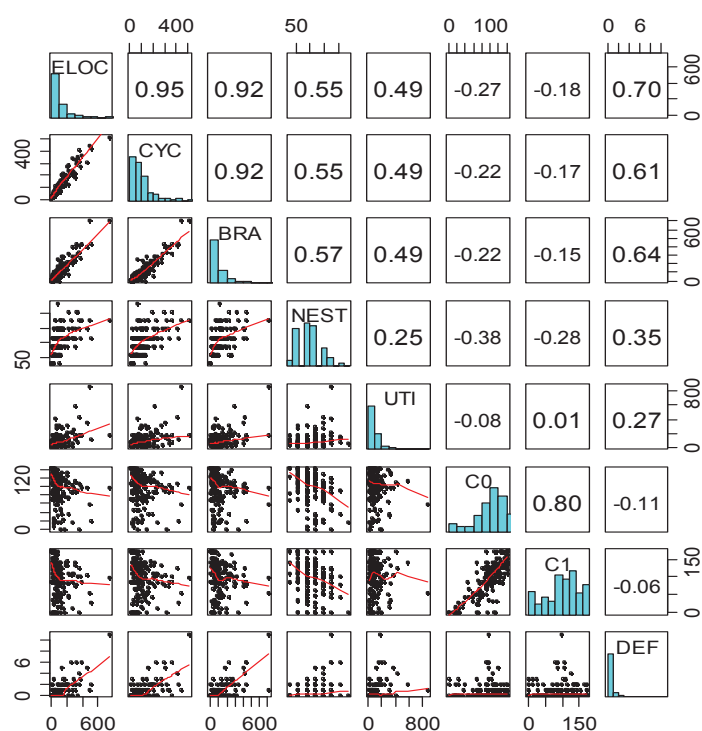 0 400 50 0 100 0 6
ELOC 0.95 0.92 0.55 0.49 -0.27 -0.18 0.70 0 600
0 400 CYC 0.92 0.55 0.49 -0.22 -0.17 0.61
BRA 0.57 0.49 -0.22 -0.15 0.64 0 600
50 NEST 0.25 -0.38 -0.28 0.35
UTI -0.08 0.01 0.27 0 800
0 120 C0 0.80 -0.11
C1 -0.06 0 150
0 6 DEF
0 600 0 600 0 800 0 150